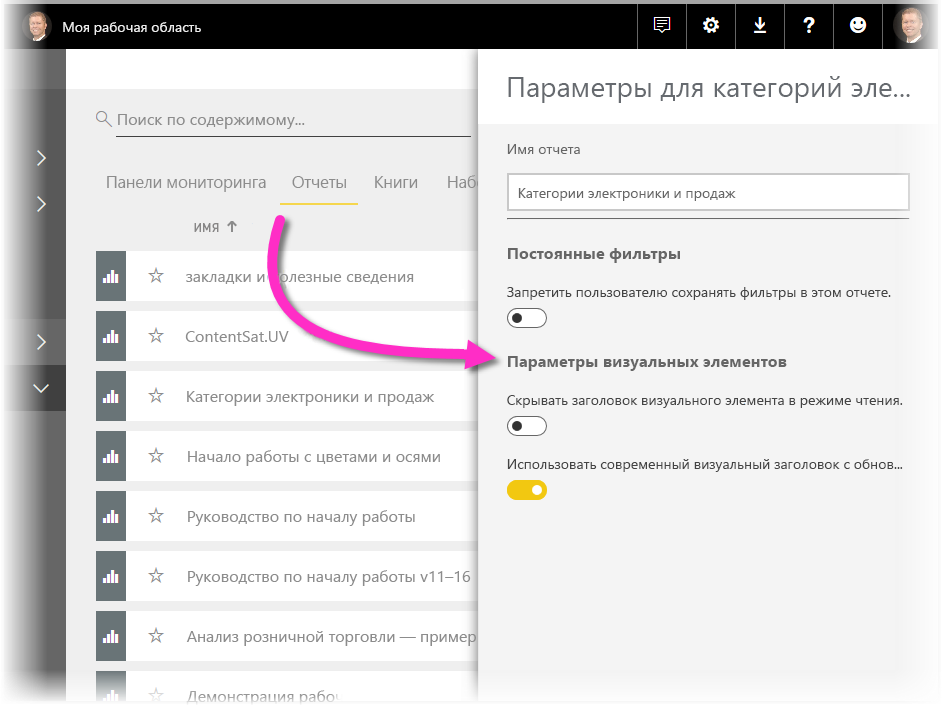 Моя рабочая область
?
Поиск по содержимому...
Панели мониторинга Отчеты Книги Наб
имя ↑
закладки и полезные сведения
ContentSat.UV
Категории электроники и продаж
Начало работы с цветами и осями
Руководство по началу работы
Руководство по началу работы v11–16
Анализ розничной торговли — пример
Демонстрация рабо
Параметры для категорий эле...
Имя отчета
Категории электроники и продаж
Постоянные фильтры
Запретить пользователю сохранять фильтры в этом отчете.
Параметры визуальных элементов
Скрывать заголовок визуального элемента в режиме чтения.
Использовать современный визуальный заголовок с обнов...